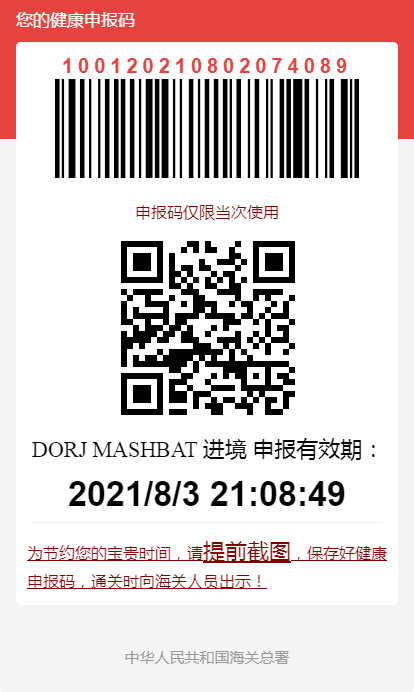 您的健康申报码
100120210802074089
申报码仅限当次使用
DORJ MASHBAT 进境 申报有效期：
2021/8/3 21:08:49
为节约您的宝贵时间，请提前截图，保存好健康
申报码，通关时向海关人员出示！
中华人民共和国海关总署